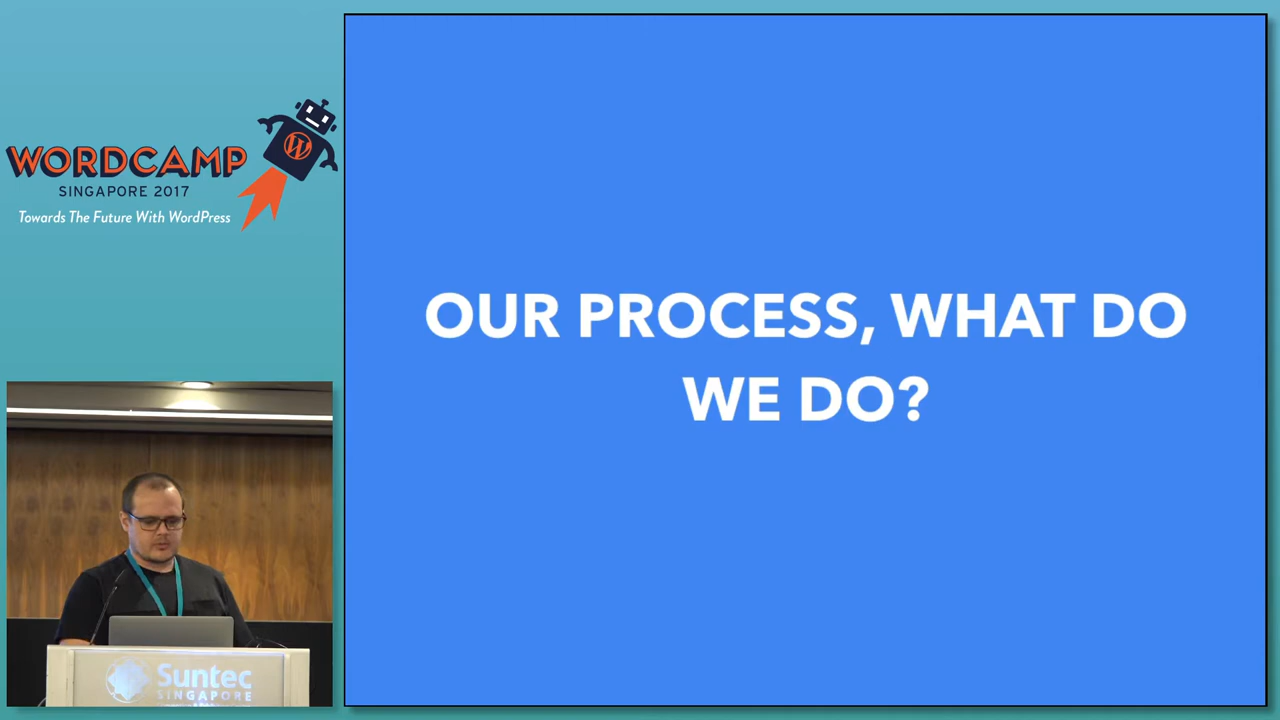 WORDCAMP
SINGAPORE 2017
Towards The Future With WordPress
OUR PROCESS, WHAT DO
WE DO?
Suntec
SINGAPORE